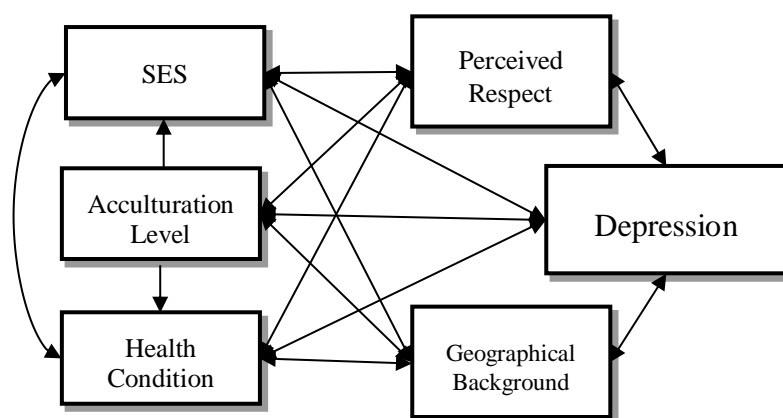 SES
Perceived
Respect
Acculturation
Level
Depression
Health
Condition
Geographical
Background